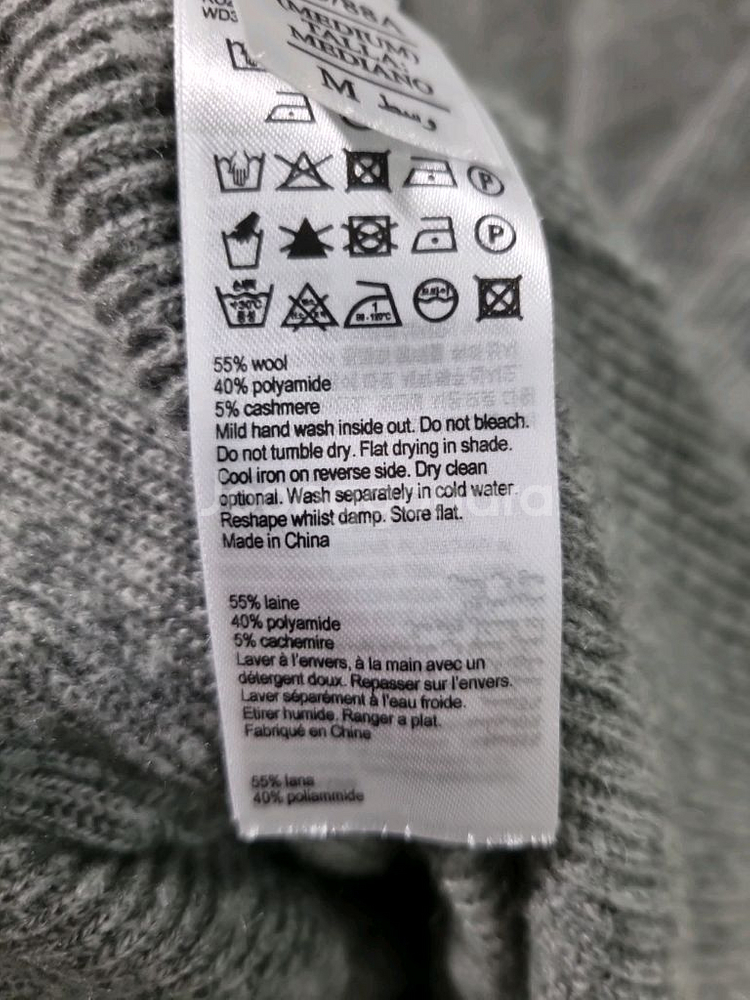 WD3
/88A
(MEDIUM)
TALLA:
MEDIANO
M وسط
P
P
55% wool
40% polyamide
5% cashmere
Mild hand wash inside out. Do not bleach.
Do not tumble dry. Flat drying in shade.
Cool iron on reverse side. Dry clean
optional. Wash separately in cold water.
Reshape whilst damp. Store flat.
Made in China
55% laine
40% polyamide
5% cachemire
Laver à l'envers, à la main avec un
détergent doux. Repasser sur l'envers.
Laver séparément à l'eau froide.
Etirer humide. Ranger a plat.
Fabriqué en Chine
55% lana
40% poliammide